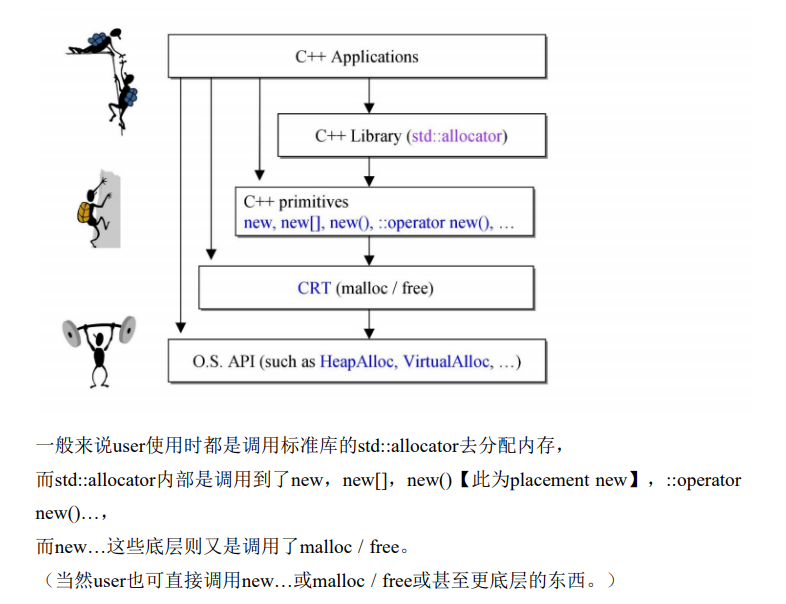 C++ Applications
C++ Library (std::allocator)
C++ primitives
new, new[], new(), ::operator new(), …
CRT (malloc / free)
O.S. API (such as HeapAlloc, VirtualAlloc, …)
一般来说user使用时都是调用标准库的std::allocator去分配内存，
而std::allocator内部是调用到了new，new[]，new()【此为placement new】，::operator
new()…，
而new…这些底层则又是调用了malloc / free。
（当然user也可直接调用new…或malloc / free或甚至更底层的东西。）